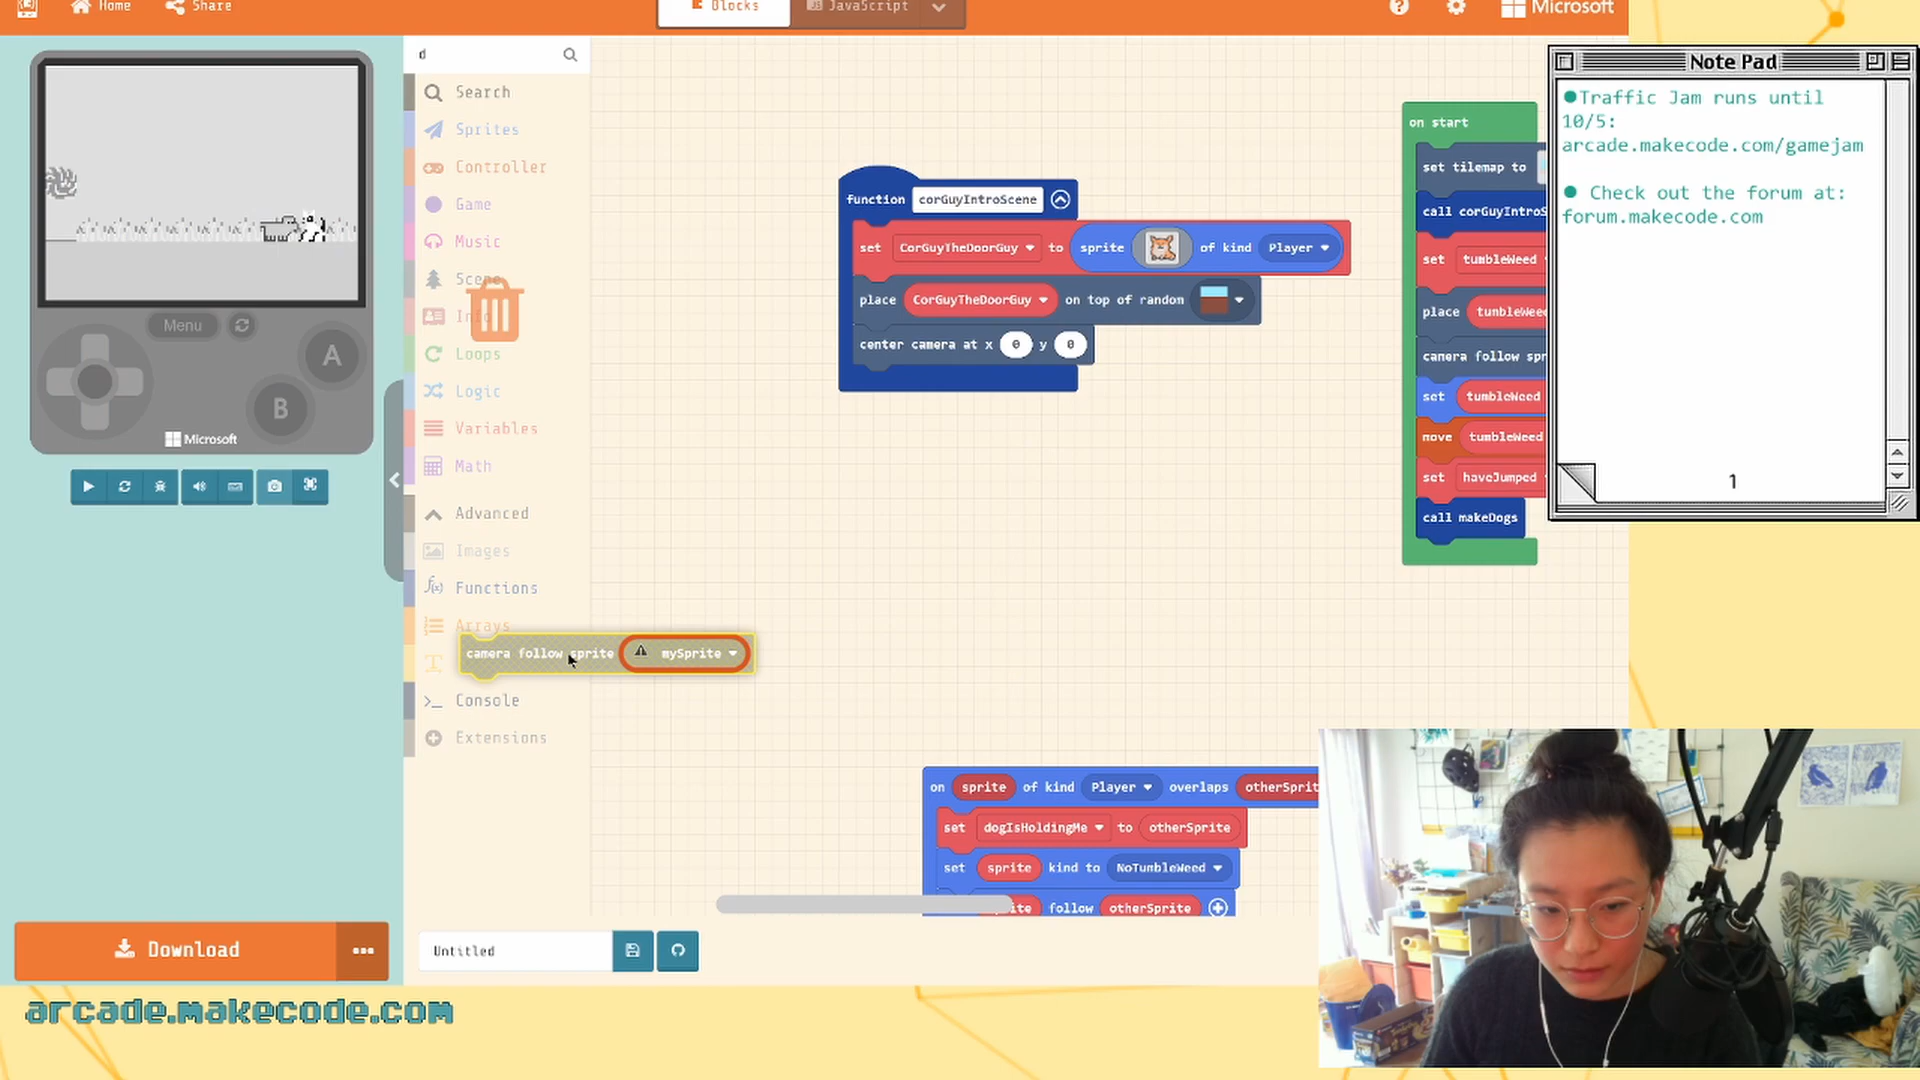 Home
Share
Blocks
JavaScript
Microsoft
d
Search
Sprites
Controller
Game
Music
Scene
Info
Loops
Logic
Variables
Math
Advanced
Images
Functions
Arrays
Console
Extensions
Menu
A
B
Microsoft
camera follow sprite mySprite
function corGuyIntroScene
set CorGuyTheDoorGuy to sprite of kind Player
place CorGuyTheDoorGuy on top of random
center camera at x 0 y 0
on start
set tilemap to
call corGuyIntroS
set tumbleWeed
place tumbleWeed
camera follow spr
set tumbleWeed
move tumbleWeed
set haveJumped
call makeDogs
on sprite of kind Player overlaps otherSprit
set dogIsHoldingMe to otherSprite
set sprite kind to NoTumbleWeed
rite follow otherSprite
Note Pad
●Traffic Jam runs until
10/5:
arcade.makecode.com/gamejam
● Check out the forum at:
forum.makecode.com
1
Download
Untitled
arcade.makecode.com